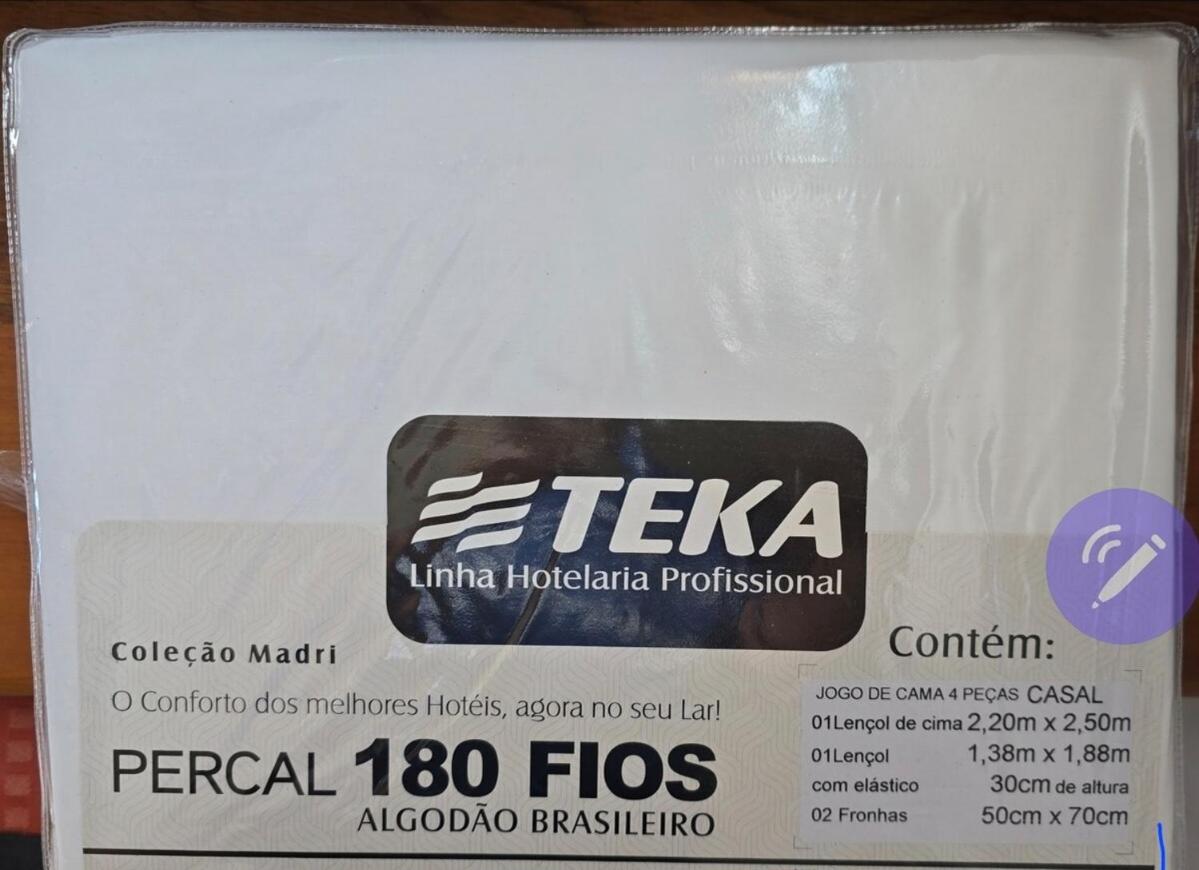 TEKA
Linha Hotelaria Profissional
Coleção Madri
O Conforto dos melhores Hotéis, agora no seu Lar!
PERCAL 180 FIOS
ALGODÃO BRASILEIRO
Contém:
JOGO DE CAMA 4 PEÇAS CASAL
01Lençol de cima 2,20m x 2,50m
01Lençol 1,38m x 1,88m
com elástico 30cm de altura
02 Fronhas 50cm x 70cm